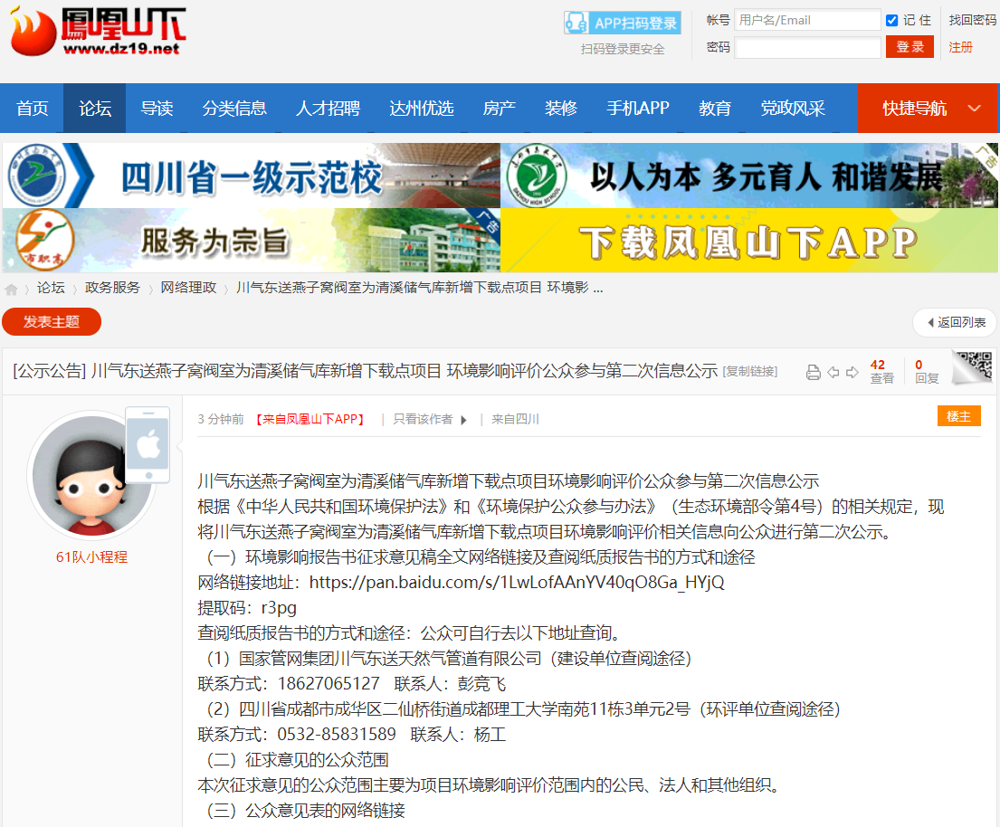 鳳凰山下
www.dz19.net
APP扫码登录
扫码登录更安全
帐号 用户名/Email 记 住 找回密码
密码 登 录 注册
首页 论坛 导读 分类信息 人才招聘 达州优选 房产 装修 手机APP 教育 党政风采 快捷导航
四川省一级示范校
以人为本 多元育人 和谐发展
广告
市职高
服务为宗旨
广告
下载凤凰山下APP
论坛 › 政务服务 › 网络理政 › 川气东送燕子窝阀室为清溪储气库新增下载点项目 环境影 ...
发表主题
返回列表
[公示公告] 川气东送燕子窝阀室为清溪储气库新增下载点项目 环境影响评价公众参与第二次信息公示 [复制链接]
42 查看
0 回复
61队小程程
3 分钟前 【来自凤凰山下APP】 | 只看该作者 | 来自四川
楼主
川气东送燕子窝阀室为清溪储气库新增下载点项目环境影响评价公众参与第二次信息公示
根据《中华人民共和国环境保护法》和《环境保护公众参与办法》（生态环境部令第4号）的相关规定，现
将川气东送燕子窝阀室为清溪储气库新增下载点项目环境影响评价相关信息向公众进行第二次公示。
（一）环境影响报告书征求意见稿全文网络链接及查阅纸质报告书的方式和途径
网络链接地址：https://pan.baidu.com/s/1LwLofAAnYV40qO8Ga_HYjQ
提取码：r3pg
查阅纸质报告书的方式和途径：公众可自行去以下地址查询。
（1）国家管网集团川气东送天然气管道有限公司（建设单位查阅途径）
联系方式：18627065127 联系人：彭竞飞
（2）四川省成都市成华区二仙桥街道成都理工大学南苑11栋3单元2号（环评单位查阅途径）
联系方式：0532-85831589 联系人：杨工
（二）征求意见的公众范围
本次征求意见的公众范围主要为项目环境影响评价范围内的公民、法人和其他组织。
（三）公众意见表的网络链接